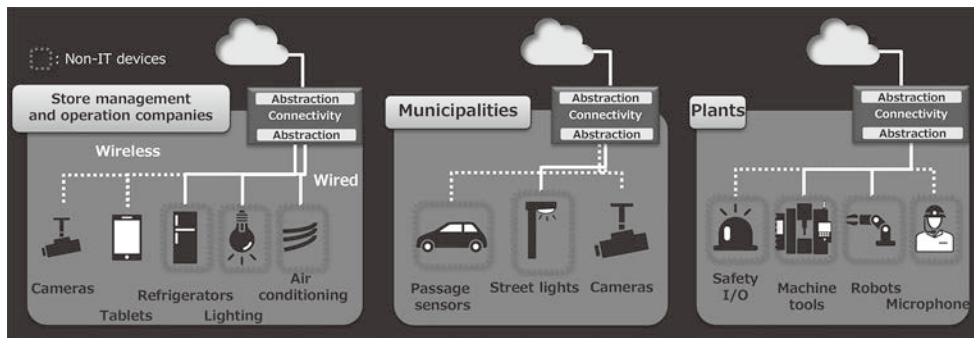 : Non-IT devices
Store management
and operation companies
Abstraction
Connectivity
Abstraction
Wireless
Wired
Cameras
Tablets
Refrigerators
Lighting
Air
conditioning
Municipalities
Abstraction
Connectivity
Abstraction
Passage
sensors
Street lights
Cameras
Plants
Abstraction
Connectivity
Abstraction
Safety
I/O
Machine
tools
Robots
Microphone